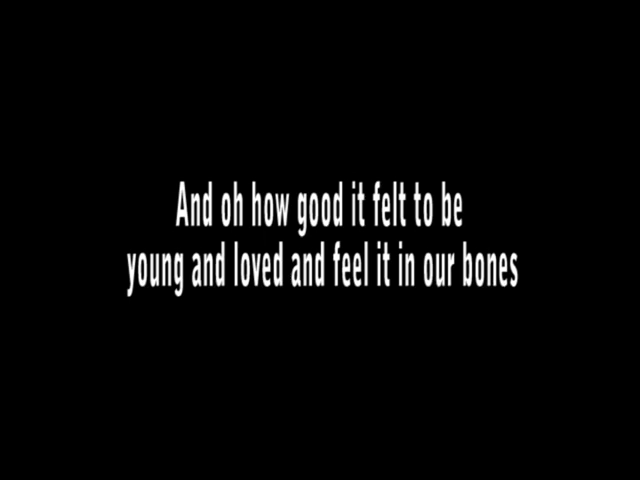 And oh how good it felt to be
young and loved and feel it in our bones